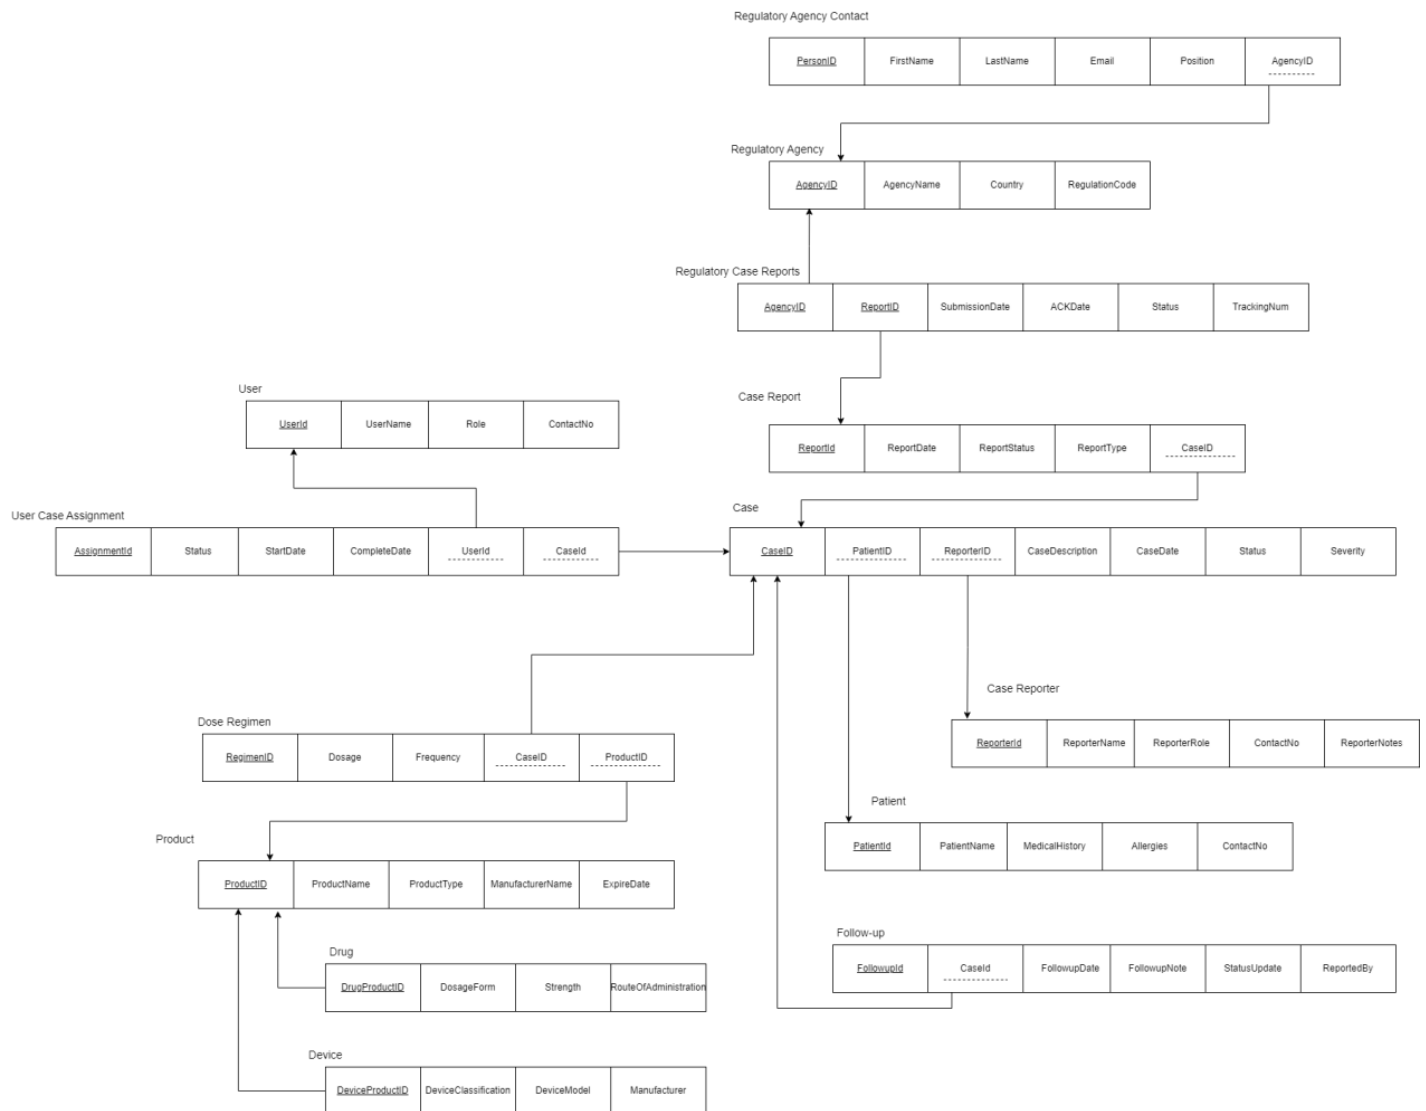 Regulatory Agency Contact
PersonID FirstName LastName Email Position AgencyID
Regulatory Agency
AgencyID AgencyName Country RegulationCode
Regulatory Case Reports
AgencyID ReportID SubmissionDate ACKDate Status TrackingNum
User
UserId UserName Role ContactNo
Case Report
ReportId ReportDate ReportStatus ReportType CaseID
User Case Assignment
AssignmentId Status StartDate CompleteDate UserId CaseId
Case
CaseID PatientID ReporterID CaseDescription CaseDate Status Severity
Case Reporter
ReporterId ReporterName ReporterRole ContactNo ReporterNotes
Dose Regimen
RegimenID Dosage Frequency CaseID ProductID
Patient
PatientId PatientName MedicalHistory Allergies ContactNo
Product
ProductID ProductName ProductType ManufacturerName ExpireDate
Follow-up
FollowupId CaseId FollowupDate FollowupNote StatusUpdate ReportedBy
Drug
DrugProductID DosageForm Strength RouteOfAdministration
Device
DeviceProductID DeviceClassification DeviceModel Manufacturer